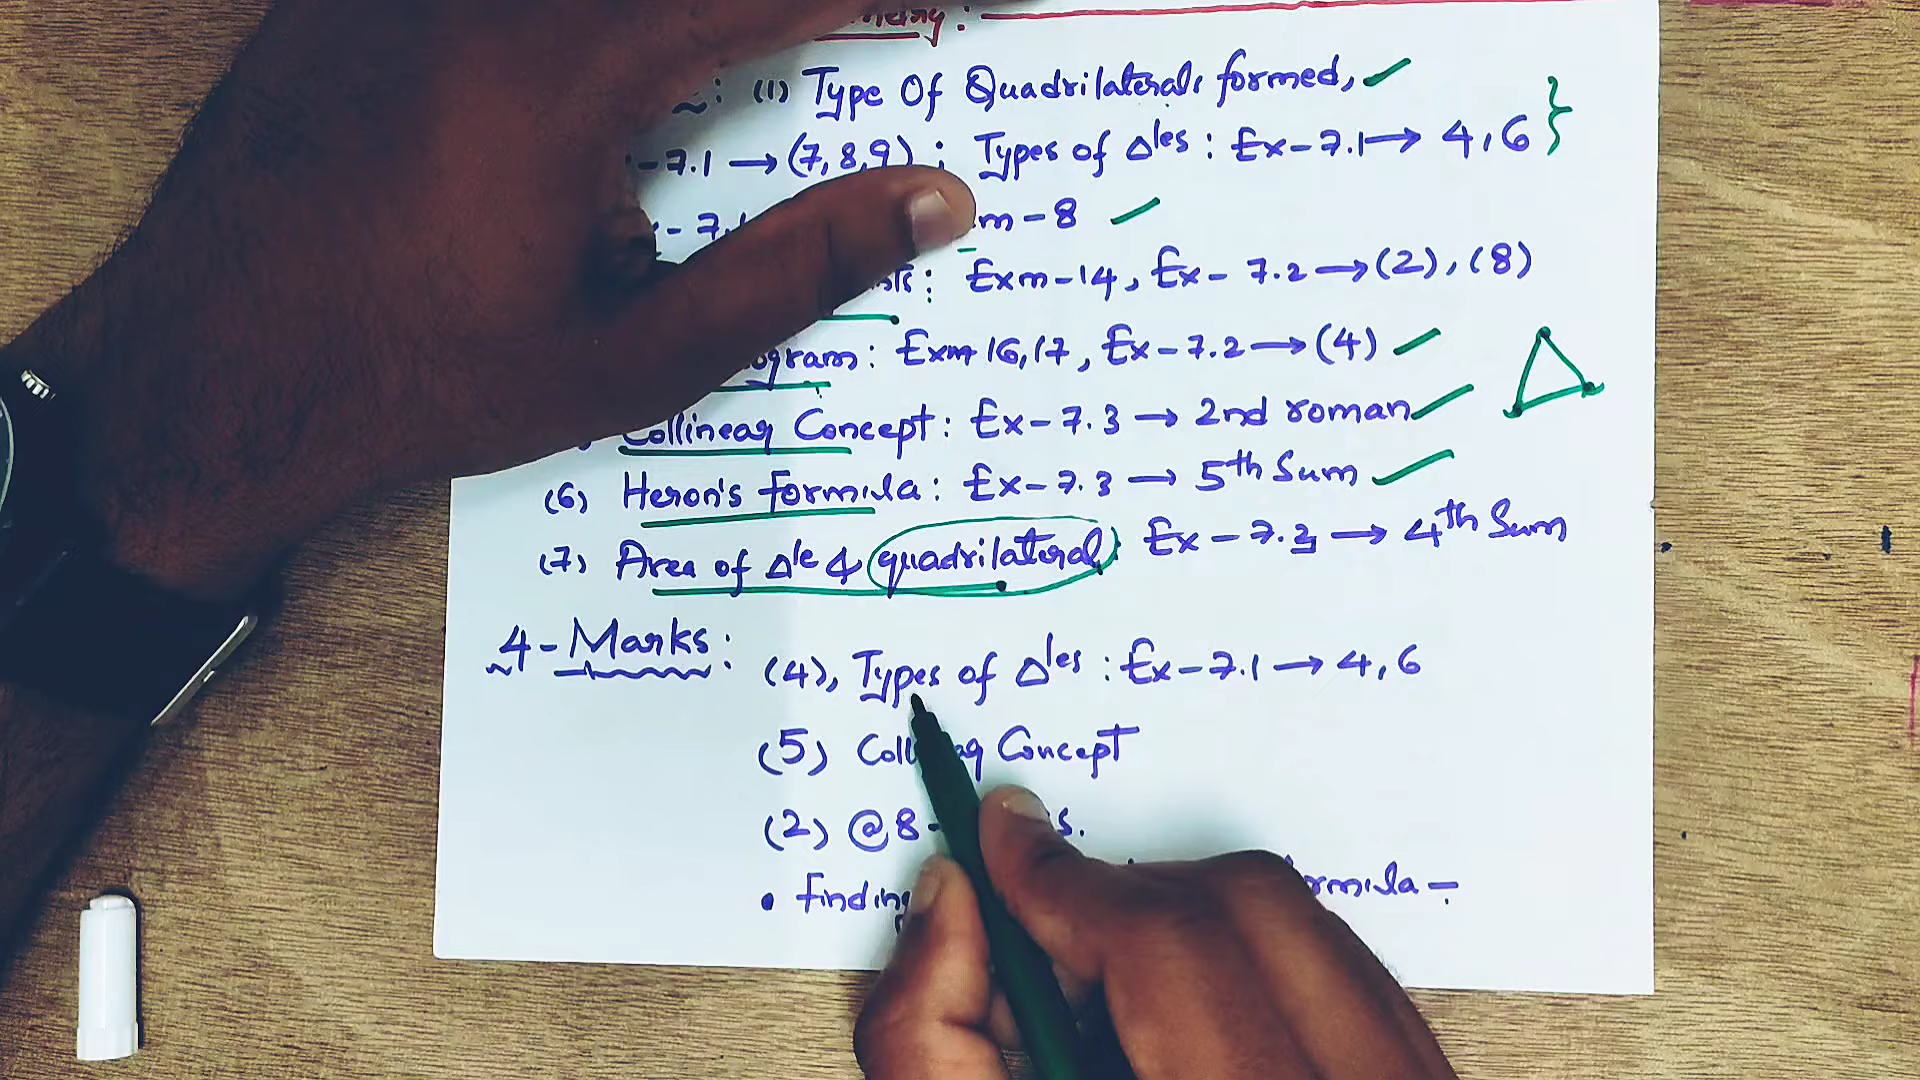 : (1) Type Of Quadrilaterals formed,
-7.1 → (7,8,9) ; Types of Δles : Ex-7.1 → 4,6
- 7. m-8
: Exm-14, Ex- 7.2 → (2), (8)
ogram: Exm 16,17, Ex-7.2 → (4)
Collinear Concept: Ex-7.3 → 2nd roman
(6) Heron's formula: Ex-7.3 → 5th Sum
(7) Area of Δle & quadrilateral: Ex-7.3 → 4th Sum
4-Marks: (4), Types of Δles : Ex-7.1 → 4,6
(5) Concept
(2) @8-
• finding